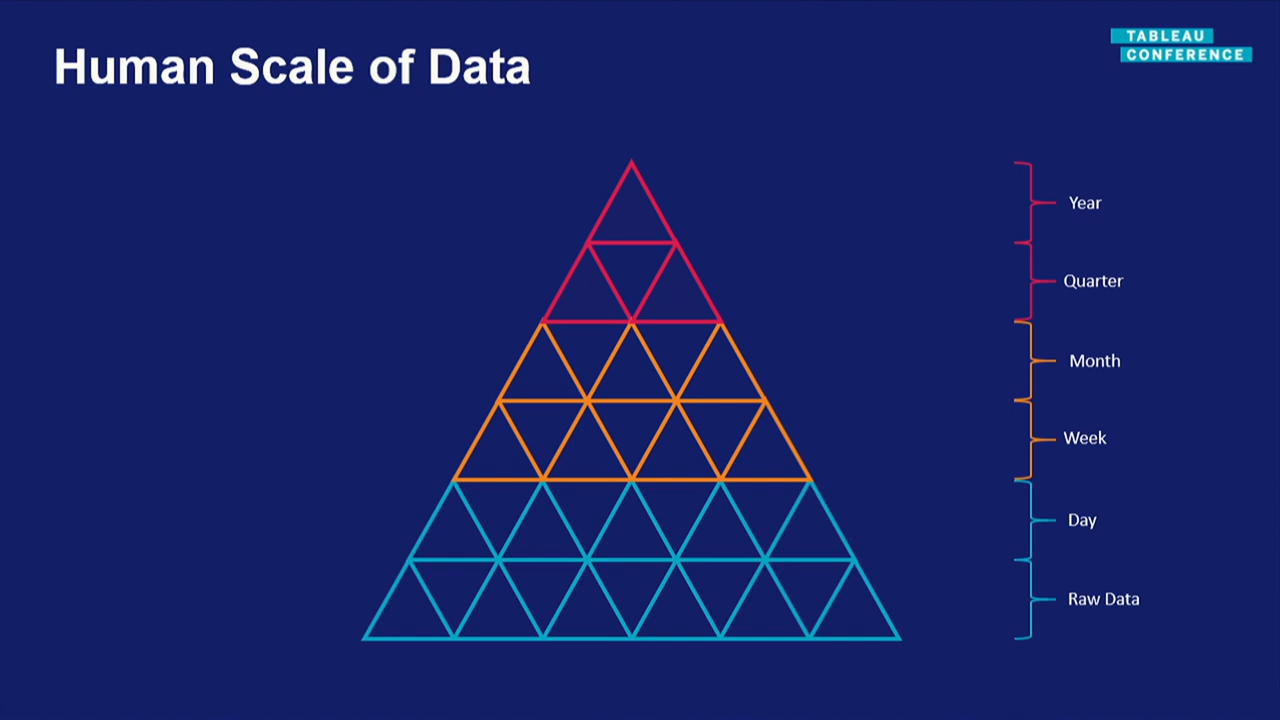 Human Scale of Data
TABLEAU
CONFERENCE
Year
Quarter
Month
Week
Day
Raw Data